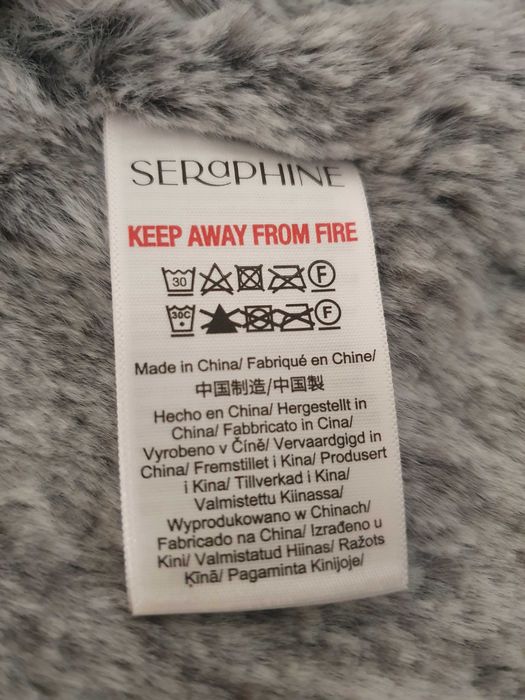 SERaPHINE
KEEP AWAY FROM FIRE
30 F
30C F
Made in China/ Fabriqué en Chine/
中国制造/中国製
Hecho en China/ Hergestellt in
China/ Fabbricato in Cina/
Vyrobeno v Číně/ Vervaardgigd in
China/ Fremstillet i Kina/ Produsert
i Kina/ Tillverkad i Kina/
Valmistettu Kiinassa/
Wyprodukowano w Chinach/
Fabricado na China/ Izrađeno u
Kini/ Valmistatud Hiinas/ Ražots
Ķīnā/ Pagaminta Kinijoje/